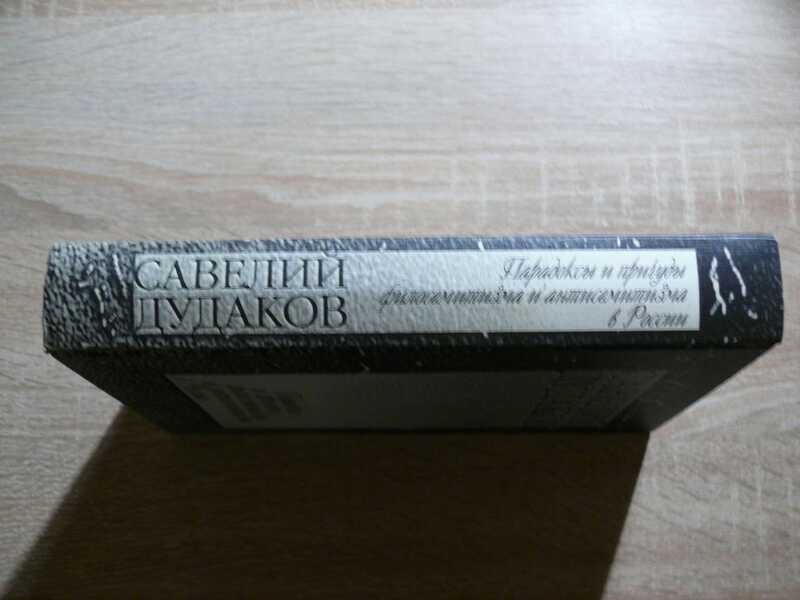 САВЕЛИЙ
ДУДАКОВ
Парадоксы и причуды
филосемитизма и антисемитизма
в России